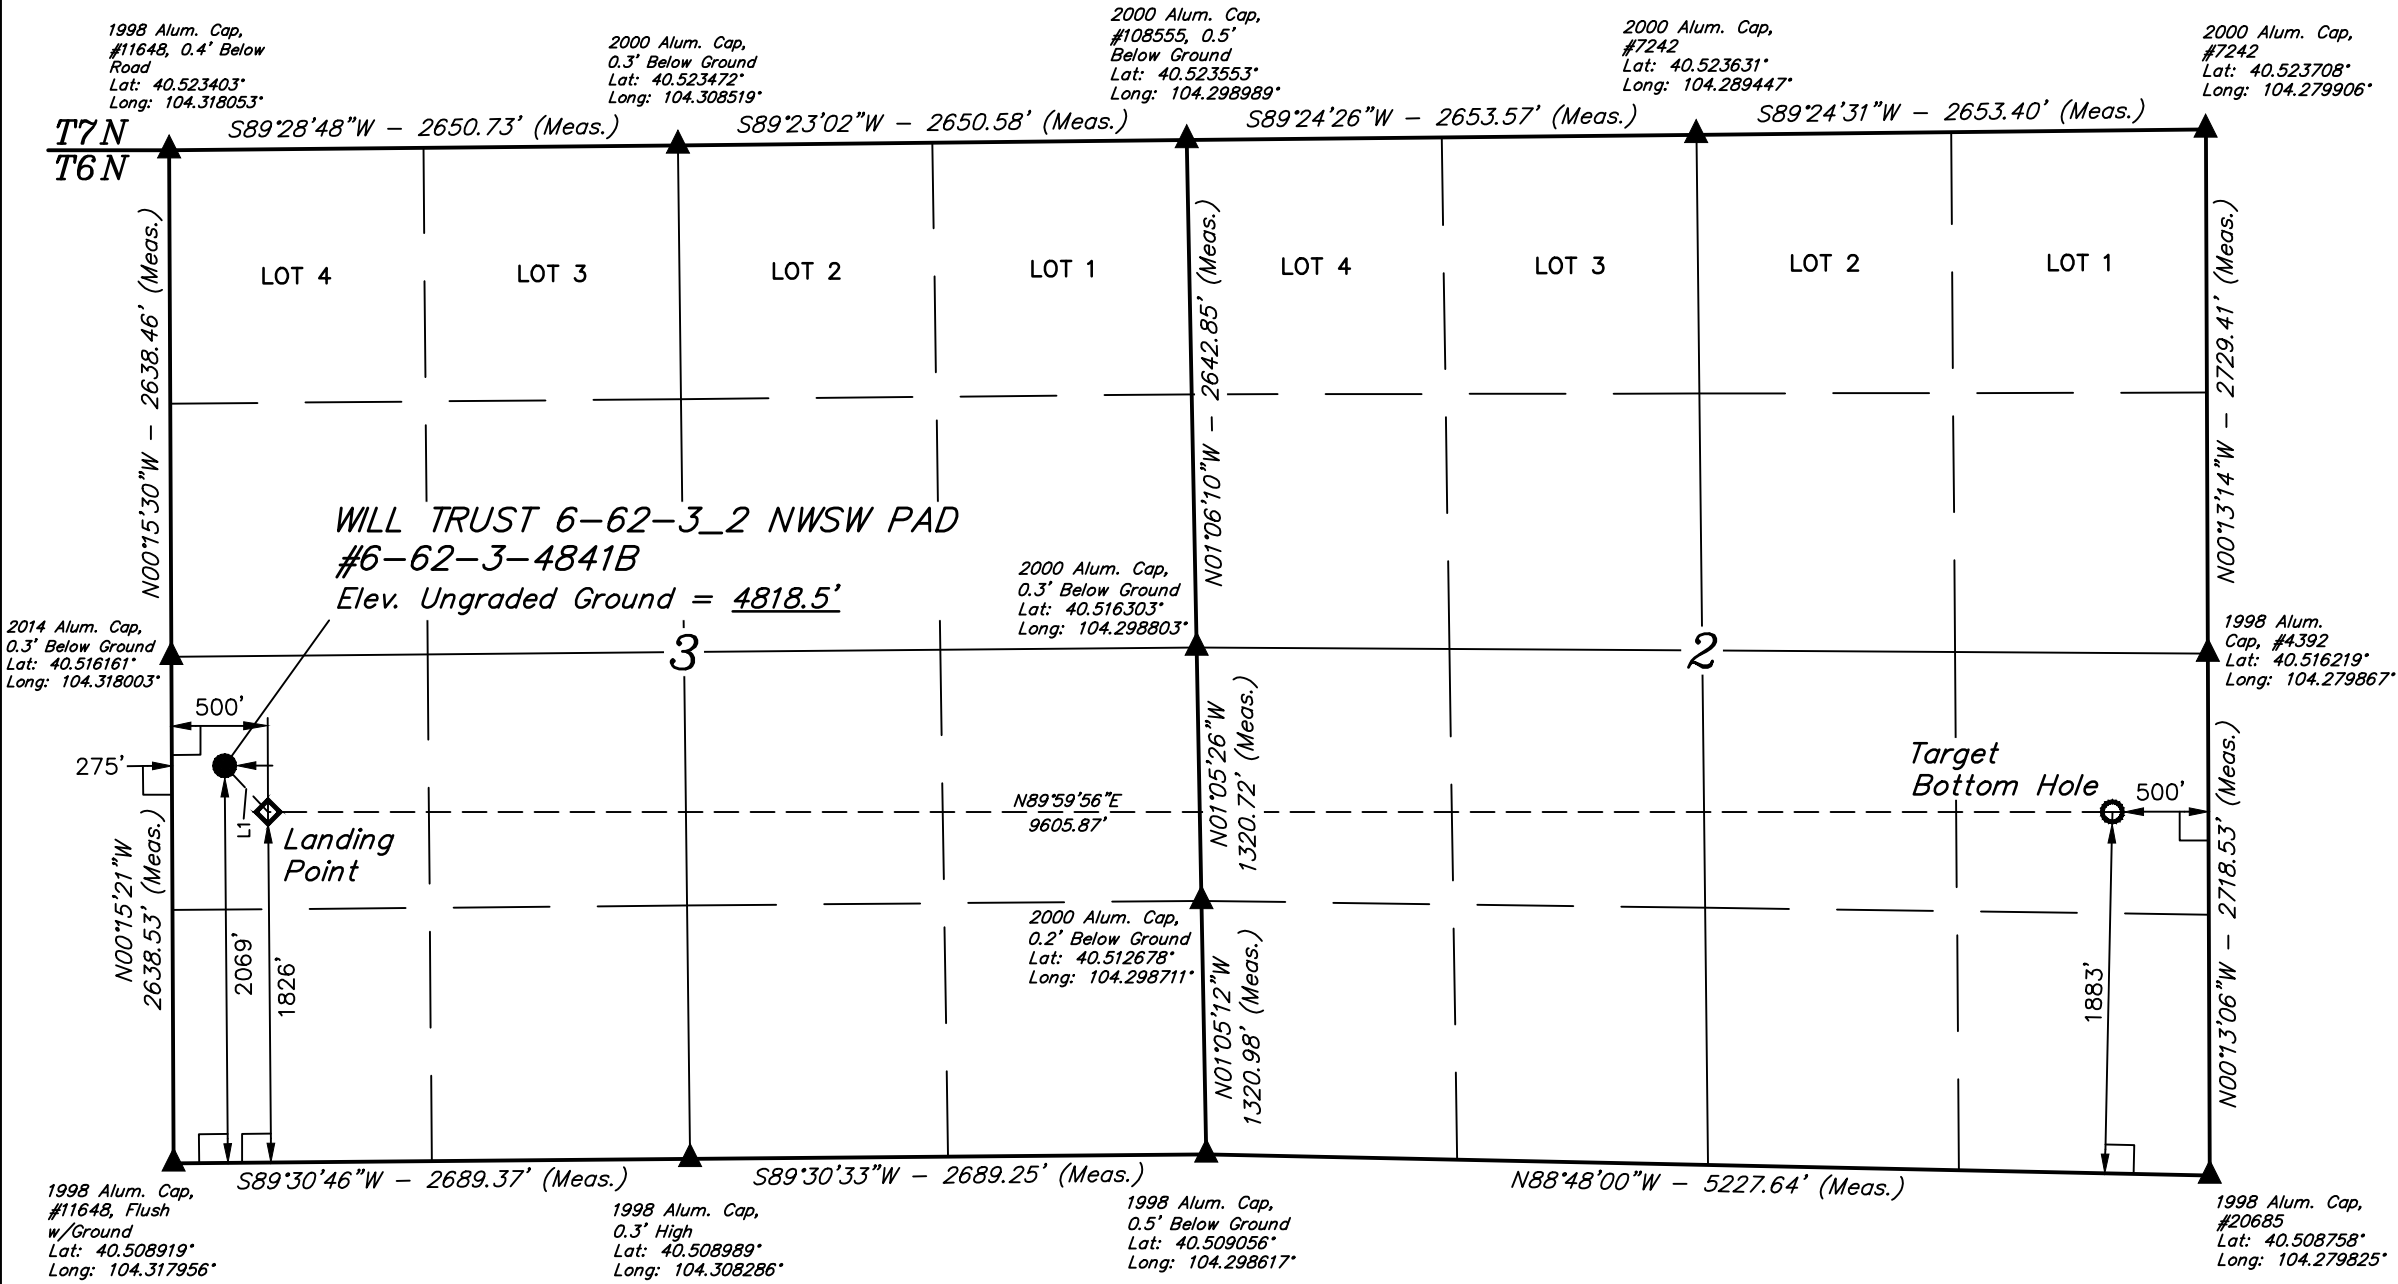 1998 Alum. Cap,
#11648, 0.4' Below
Road
Lat: 40.523403°
Long: 104.318053°
2000 Alum. Cap,
0.3' Below Ground
Lat: 40.523472°
Long: 104.308519°
2000 Alum. Cap,
#108555, 0.5'
Below Ground
Lat: 40.523553°
Long: 104.298989°
2000 Alum. Cap,
#7242
Lat: 40.523631°
Long: 104.289447°
2000 Alum. Cap,
#7242
Lat: 40.523708°
Long: 104.279906°
T7N
T6N
S89°28'48"W - 2650.73' (Meas.)
S89°23'02"W - 2650.58' (Meas.)
S89°24'26"W - 2653.57' (Meas.)
S89°24'31"W - 2653.40' (Meas.)
LOT 4
LOT 3
LOT 2
LOT 1
LOT 4
LOT 3
LOT 2
LOT 1
N00°15'30"W - 2638.46' (Meas.)
N01°06'10"W - 2642.85' (Meas.)
N00°13'14"W - 2729.41' (Meas.)
WILL TRUST 6-62-3_2 NWSW PAD
#6-62-3-4841B
Elev. Ungraded Ground = 4818.5'
2000 Alum. Cap,
0.3' Below Ground
Lat: 40.516303°
Long: 104.298803°
2014 Alum. Cap,
0.3' Below Ground
Lat: 40.516161°
Long: 104.318003°
3
2
1998 Alum.
Cap, #4392
Lat: 40.516219°
Long: 104.279867°
500'
275'
L1
Landing
Point
N89°59'56"E
9605.87'
N01°05'26"W
1320.72' (Meas.)
Target
Bottom Hole
500'
N00°15'21"W
2638.53' (Meas.)
2069'
1826'
2000 Alum. Cap,
0.2' Below Ground
Lat: 40.512678°
Long: 104.298711°
N01°05'12"W
1320.98' (Meas.)
1883'
N00°13'06"W - 2718.53' (Meas.)
S89°30'46"W - 2689.37' (Meas.)
S89°30'33"W - 2689.25' (Meas.)
N88°48'00"W - 5227.64' (Meas.)
1998 Alum. Cap,
#11648, Flush
w/Ground
Lat: 40.508919°
Long: 104.317956°
1998 Alum. Cap,
0.3' High
Lat: 40.508989°
Long: 104.308286°
1998 Alum. Cap,
0.5' Below Ground
Lat: 40.509056°
Long: 104.298617°
1998 Alum. Cap,
#20685
Lat: 40.508758°
Long: 104.279825°